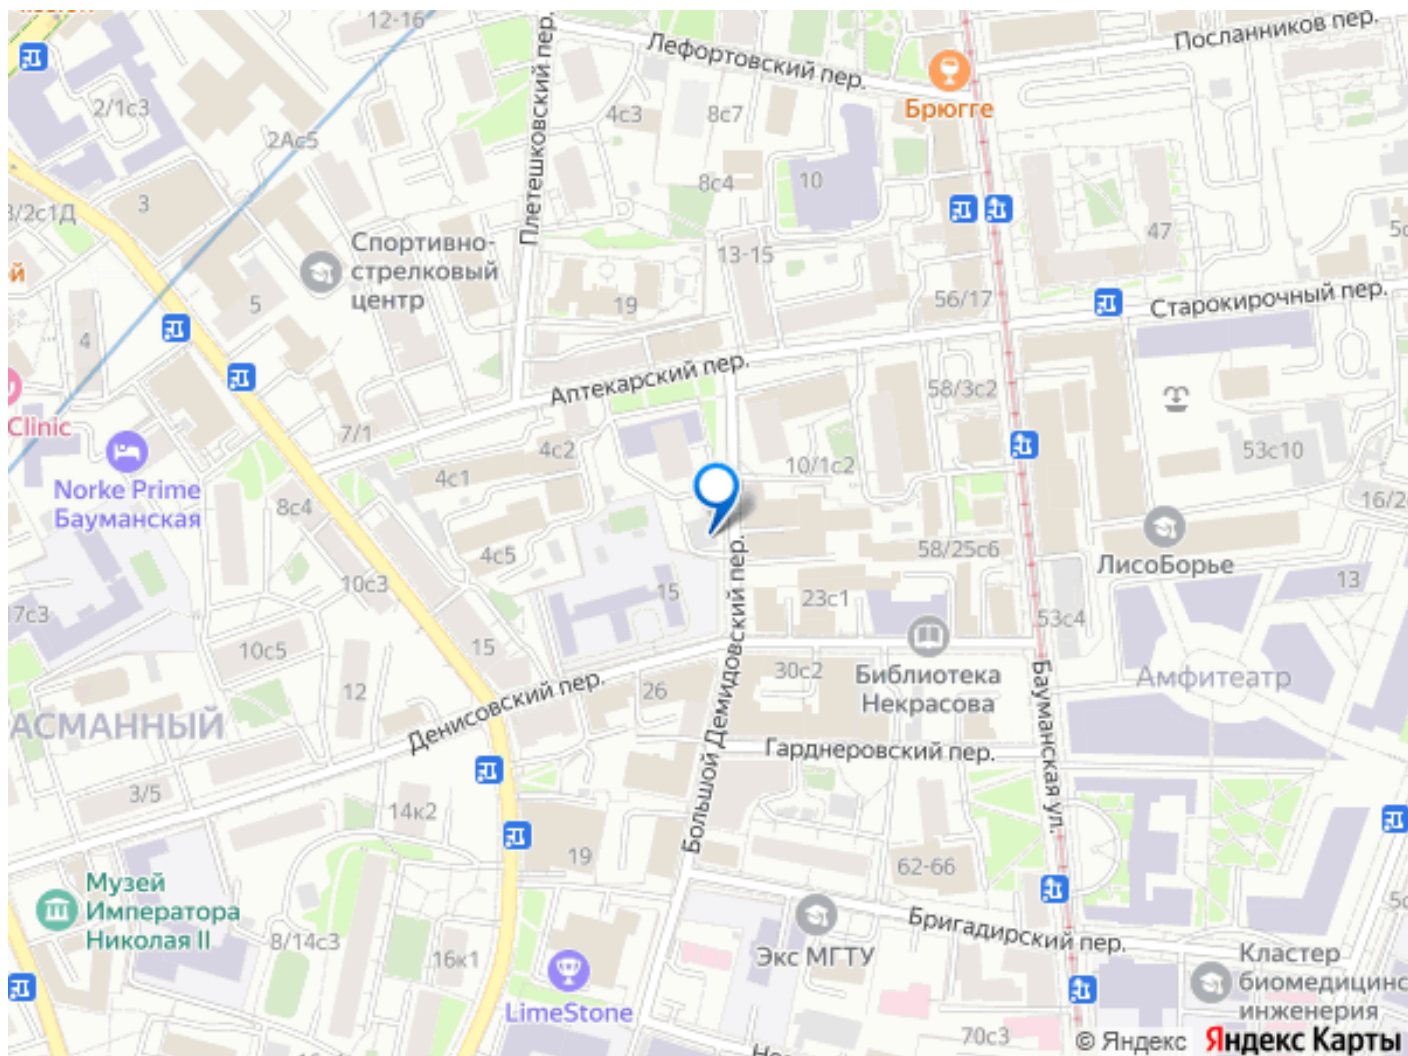 12-16
Плетешковский пер.
Лефортовский пер.
Посланников пер.
Брюгге
2/1с3
2Ас5
4с3
8с7
8с4
10
3
3/2с1Д
47
Спортивно-
стрелковый
центр
13-15
5
19
56/17
Старокирочный пер.
4
Аптекарский пер.
58/3с2
Clinic
7/1
4с2
4с1
10/1с2
53с10
Norke Prime
Бауманская
8с4
16/2
4с5
58/25с6
ЛисоБорье
10с3
15
23с1
13
17с3
53с4
10с5
15
Большой Демидовский пер.
30с2
Библиотека
Некрасова
Бауманская ул.
Амфитеатр
12
26
АСМАННЫЙ
Денисовский пер.
Гарднеровский пер.
3/5
14к2
19
62-66
Музей
Императора
Николая II
8/14с3
16к1
Экс МГТУ
Бригадирский пер.
Кластер
биомедицинс
инженерия
LimeStone
70с3
© Яндекс Яндекс Карты